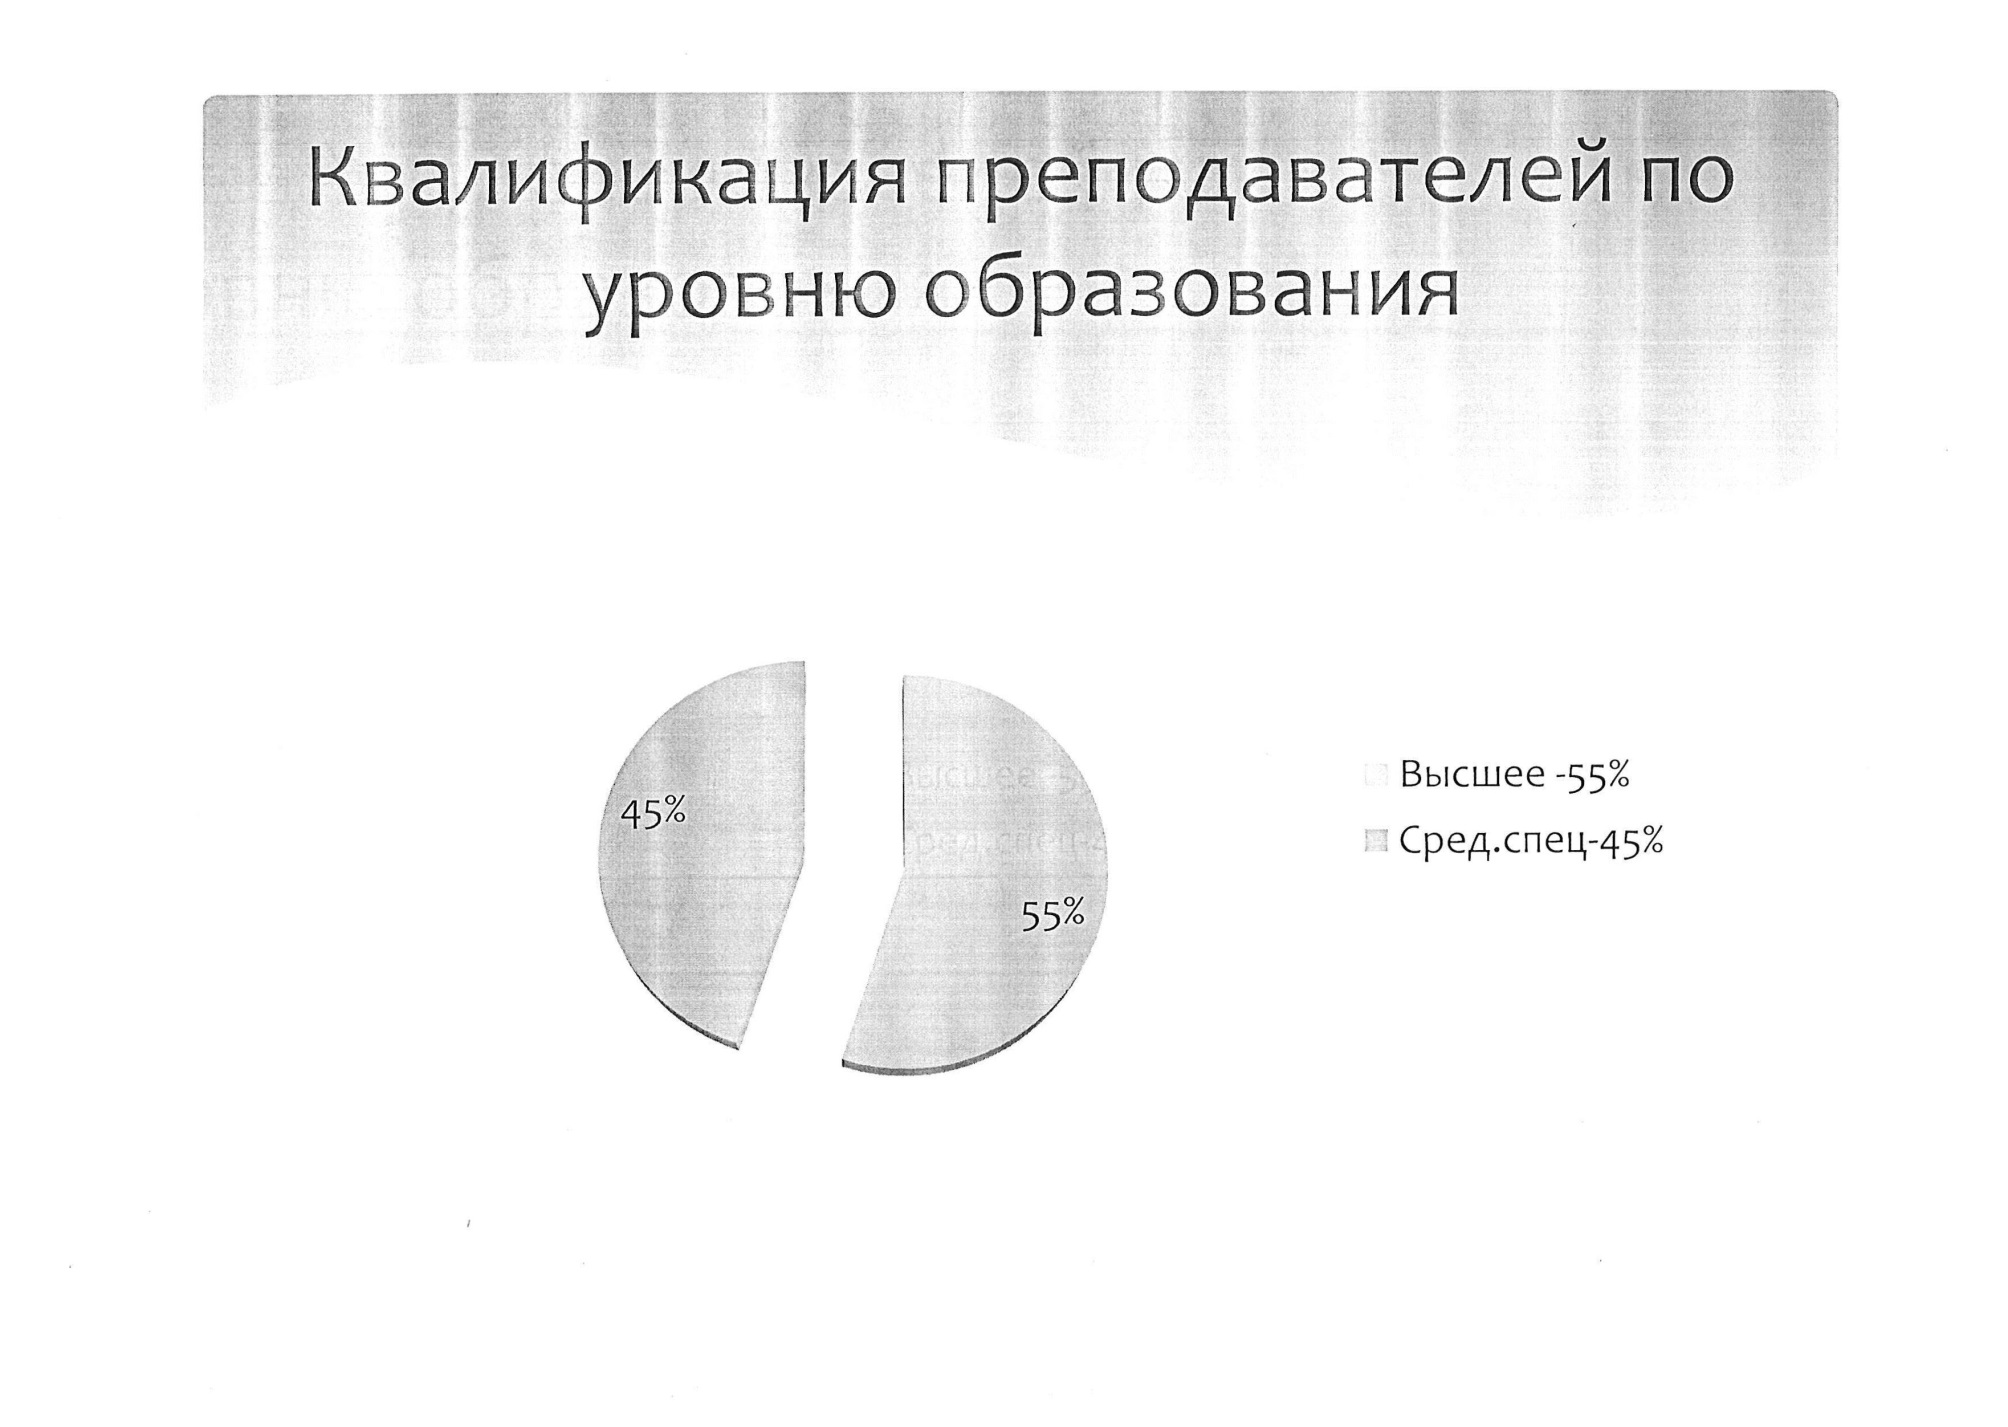 Квалификация преподавателей по
уровню образования
45%
55%
Высшее -55%
Сред.спец-45%